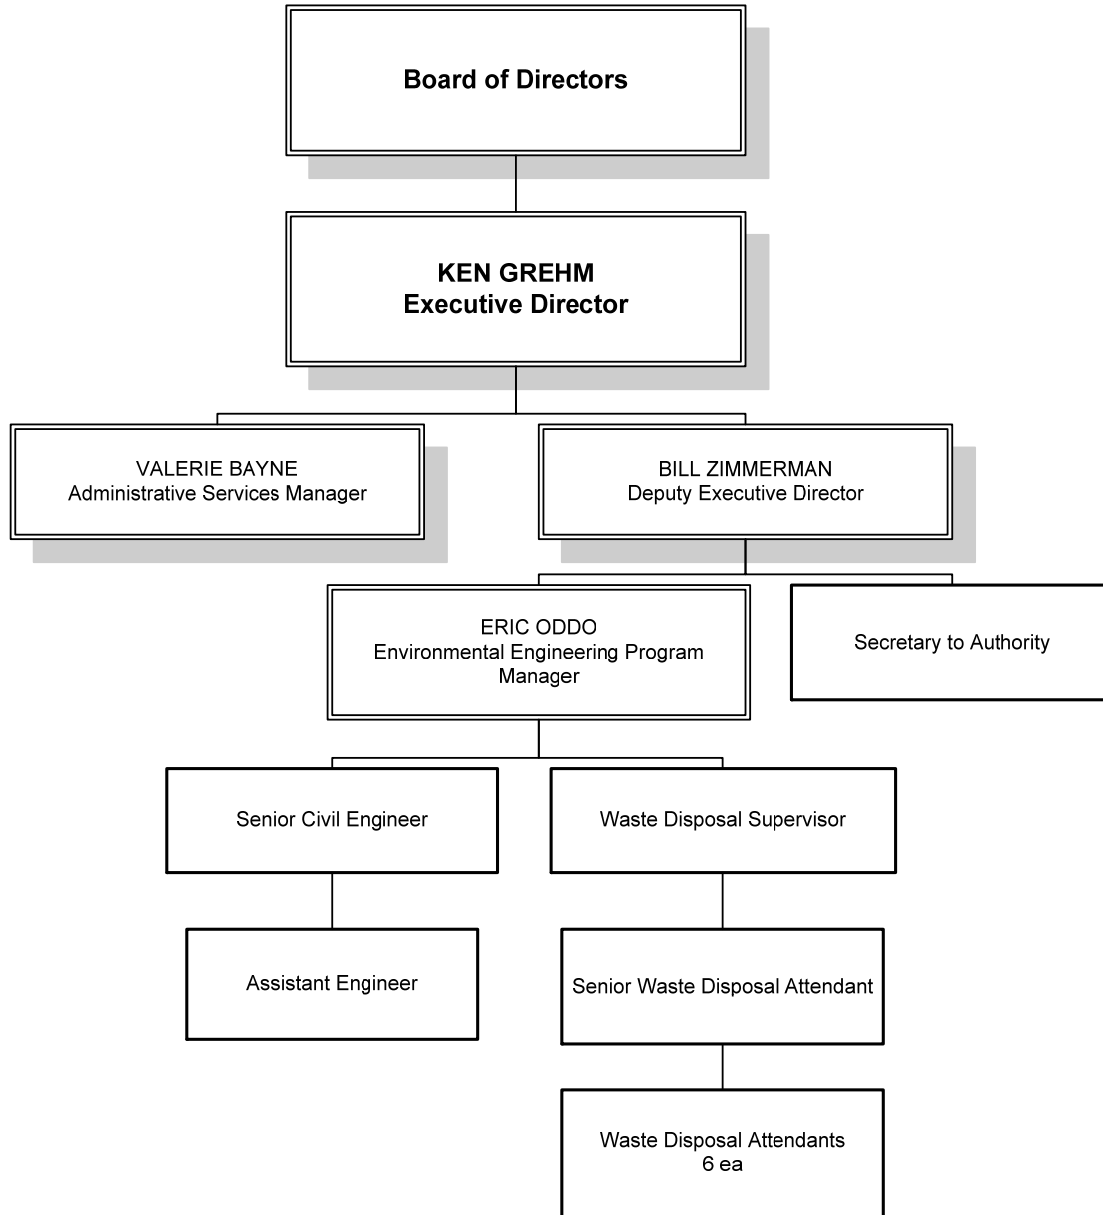 Board of Directors
KEN GREHM
Executive Director
VALERIE BAYNE
Administrative Services Manager
BILL ZIMMERMAN
Deputy Executive Director
ERIC ODDO
Environmental Engineering Program
Manager
Secretary to Authority
Senior Civil Engineer
Waste Disposal Supervisor
Assistant Engineer
Senior Waste Disposal Attendant
Waste Disposal Attendants
6 ea